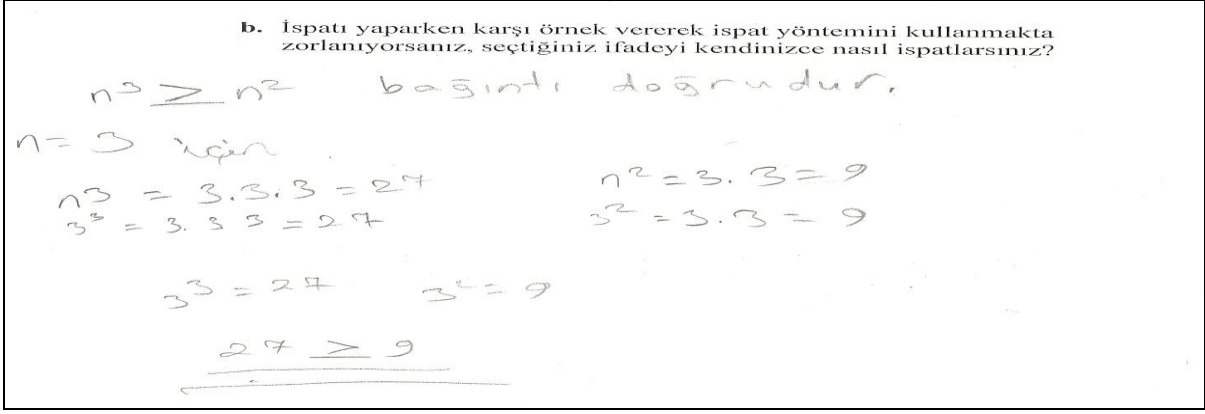 b. İspatı yaparken karşı örnek vererek ispat yöntemini kullanmakta
zorlanıyorsanız, seçtiğiniz ifadeyi kendinizce nasıl ispatlarsınız?
n³ ≥ n² bağıntı doğrudur.
n = 3 için
n³ = 3.3.3 = 27 n² = 3.3 = 9
3³ = 3.3 3 = 27 3² = 3.3 = 9
3³ = 27 3² = 9
27 ≥ 9